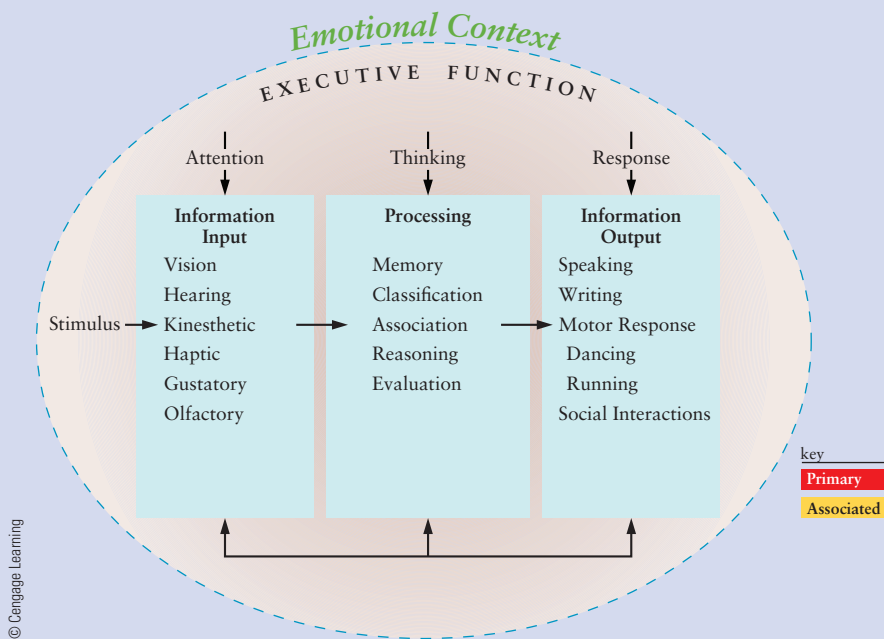 Emotional Context
EXECUTIVE FUNCTION
Attention
Thinking
Response
Information
Input
Vision
Hearing
Stimulus
Kinesthetic
Haptic
Gustatory
Olfactory
Processing
Memory
Classification
Association
Reasoning
Evaluation
Information
Output
Speaking
Writing
Motor Response
Dancing
Running
Social Interactions
key
Primary
Associated
© Cengage Learning